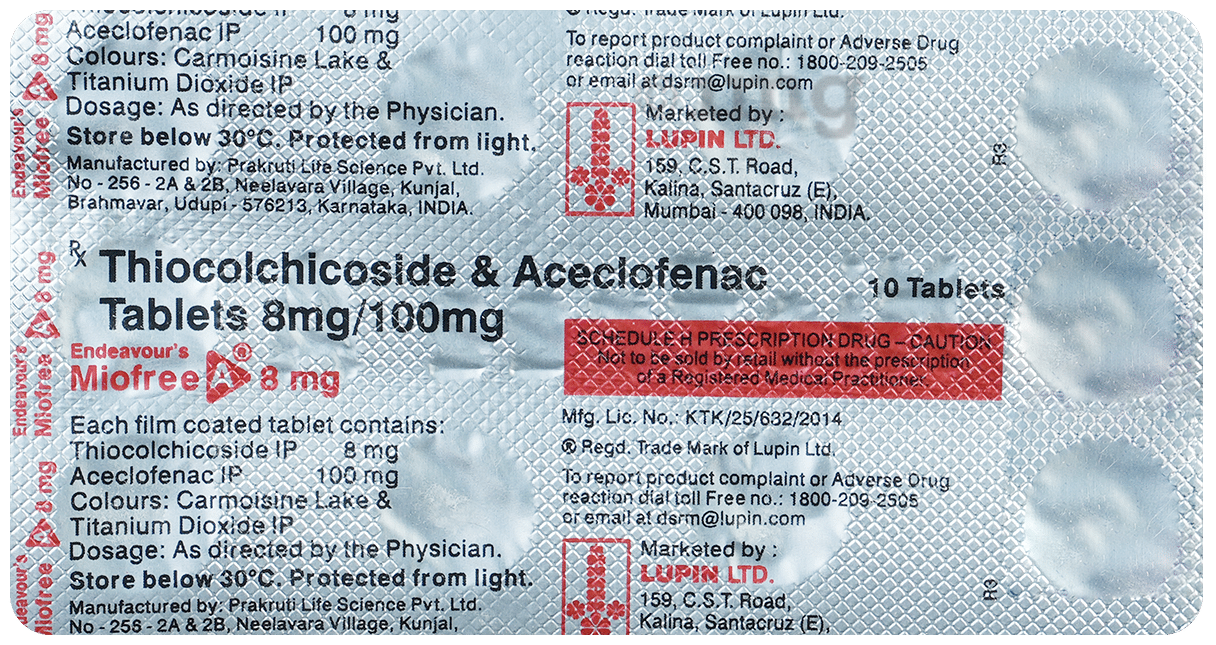 Aceclofenac IP 100 mg
Colours: Carmoisine Lake &
Titanium Dioxide IP
Dosage: As directed by the Physician.
Store below 30°C. Protected from light.
Manufactured by: Prakruti Life Science Pvt. Ltd.
No - 256 - 2A & 2B, Neelavara Village, Kunjal,
Brahmavar, Udupi - 576213, Karnataka, INDIA.
® Regd. Trade Mark of Lupin Ltd.
To report product complaint or Adverse Drug
reaction dial toll Free no.: 1800-209-2505
or email at dsrm@lupin.com
Marketed by :
LUPIN LTD.
159, C.S.T. Road,
Kalina, Santacruz (E),
Mumbai - 400 098, INDIA.
R3
Endeavour's
Miofree A 8 mg
Rx Thiocolchicoside & Aceclofenac
Tablets 8mg/100mg
10 Tablets
Endeavour's
Miofree A® 8 mg
SCHEDULE H PRESCRIPTION DRUG – CAUTION
Not to be sold by retail without the prescription
of a Registered Medical Practitioner.
Each film coated tablet contains:
Thiocolchicoside IP 8 mg
Aceclofenac IP 100 mg
Colours: Carmoisine Lake &
Titanium Dioxide IP
Dosage: As directed by the Physician.
Store below 30°C. Protected from light.
Manufactured by: Prakruti Life Science Pvt. Ltd.
No - 256 - 2A & 2B, Neelavara Village, Kunjal,
Mfg. Lic. No.: KTK/25/632/2014
® Regd. Trade Mark of Lupin Ltd.
To report product complaint or Adverse Drug
reaction dial toll Free no.: 1800-209-2505
or email at dsrm@lupin.com
Marketed by :
LUPIN LTD.
159, C.S.T. Road,
Kalina, Santacruz (E),
R3
Endeavour's
Miofree A 8 mg
Endeavour's
Miofree A 8 mg